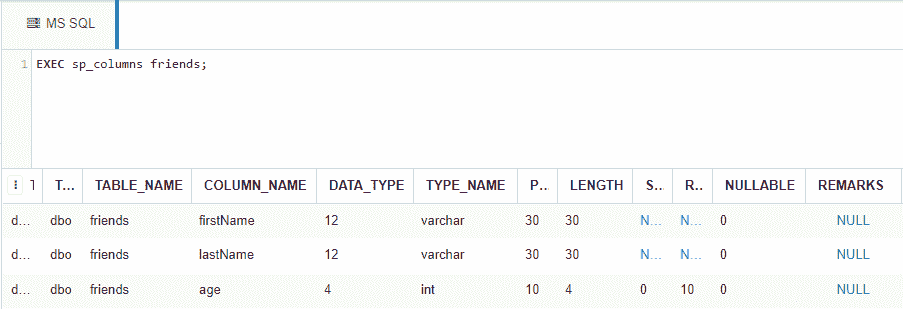 MS SQL
1 EXEC sp_columns friends;
T T... TABLE_NAME COLUMN_NAME DATA_TYPE TYPE_NAME P... LENGTH S... R... NULLABLE REMARKS
d... dbo friends firstName 12 varchar 30 30 N... N... 0 NULL
d... dbo friends lastName 12 varchar 30 30 N... N... 0 NULL
d... dbo friends age 4 int 10 4 0 10 0 NULL